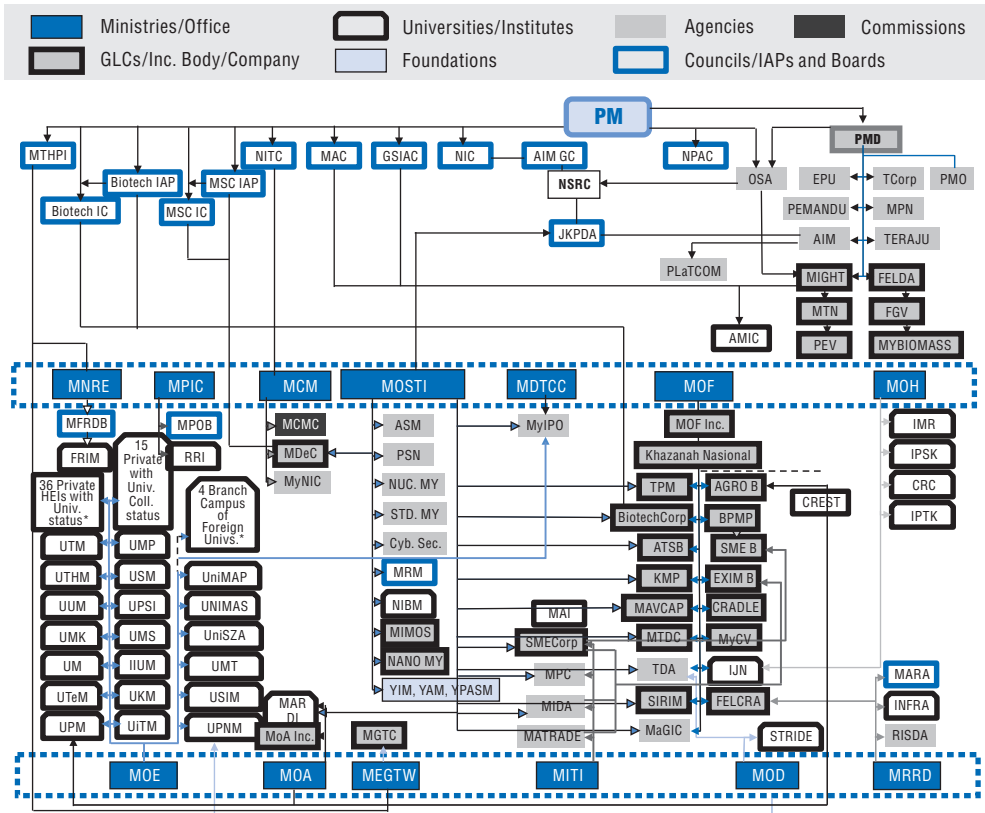 Ministries/Office
Universities/Institutes
Agencies
Commissions
GLCs/Inc. Body/Company
Foundations
Councils/IAPs and Boards
PM
PMD
MTHPI
NITC
MAC
GSIAC
NIC
AIM GC
NPAC
OSA
EPU
TCorp
PMO
Biotech IAP
MSC IAP
NSRC
Biotech IC
MSC IC
PEMANDU
MPN
JKPDA
AIM
TERAJU
PLaTCOM
MIGHT
FELDA
MTN
FGV
AMIC
PEV
MYBIOMASS
MNRE
MPIC
MCM
MOSTI
MDTCC
MOF
MOH
MFRDB
MPOB
MCMC
ASM
MyIPO
MOF Inc.
IMR
FRIM
15
Private
with
Univ.
Coll.
status
RRI
MDeC
PSN
Khazanah Nasional
IPSK
36 Private
HEIs with
Univ.
status*
4 Branch
Campus
of
Foreign
Univs.*
MyNIC
NUC. MY
TPM
AGRO B
CREST
CRC
STD. MY
BiotechCorp
BPMP
IPTK
UTM
UMP
Cyb. Sec.
ATSB
SME B
UTHM
USM
UniMAP
MRM
KMP
EXIM B
UUM
UPSI
UNIMAS
NIBM
MAI
MAVCAP
CRADLE
UMK
UMS
UniSZA
MIMOS
SMECorp
MTDC
MyCV
UM
IIUM
UMT
NANO MY
MPC
TDA
IJN
MARA
UTeM
UKM
USIM
YIM, YAM, YPASM
MIDA
SIRIM
FELCRA
INFRA
UPM
UiTM
UPNM
MAR
DI
MoA Inc.
MGTC
MATRADE
MaGIC
STRIDE
RISDA
MOE
MOA
MEGTW
MITI
MOD
MRRD